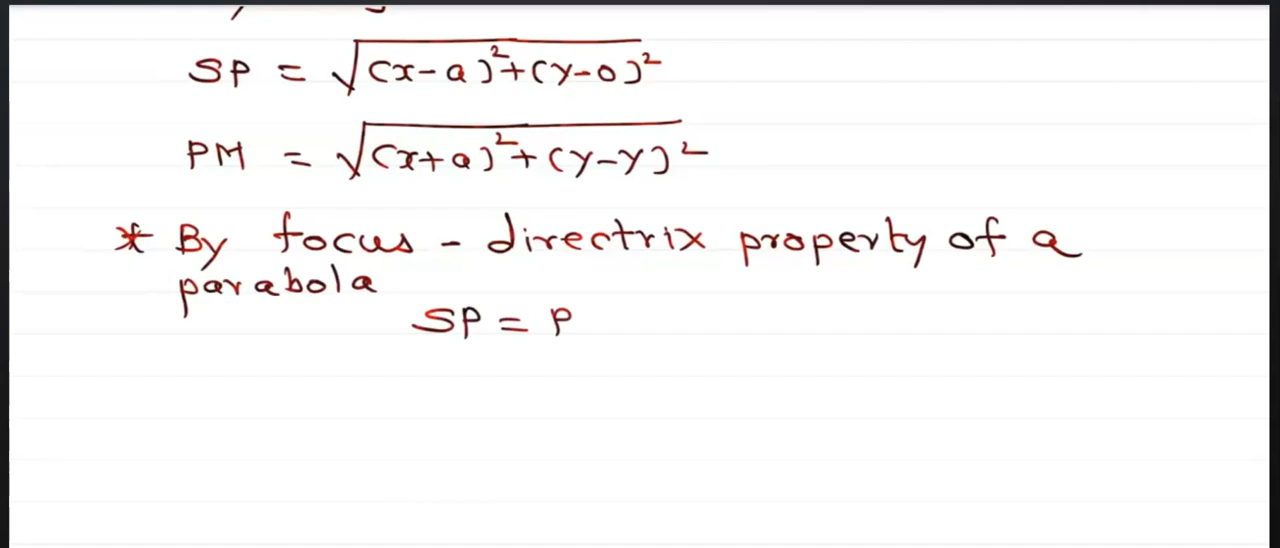 SP = √(x-a)²+(y-0)²
PM = √(x+a)²+(y-y)²
* By focus - directrix property of a
parabola
SP = P